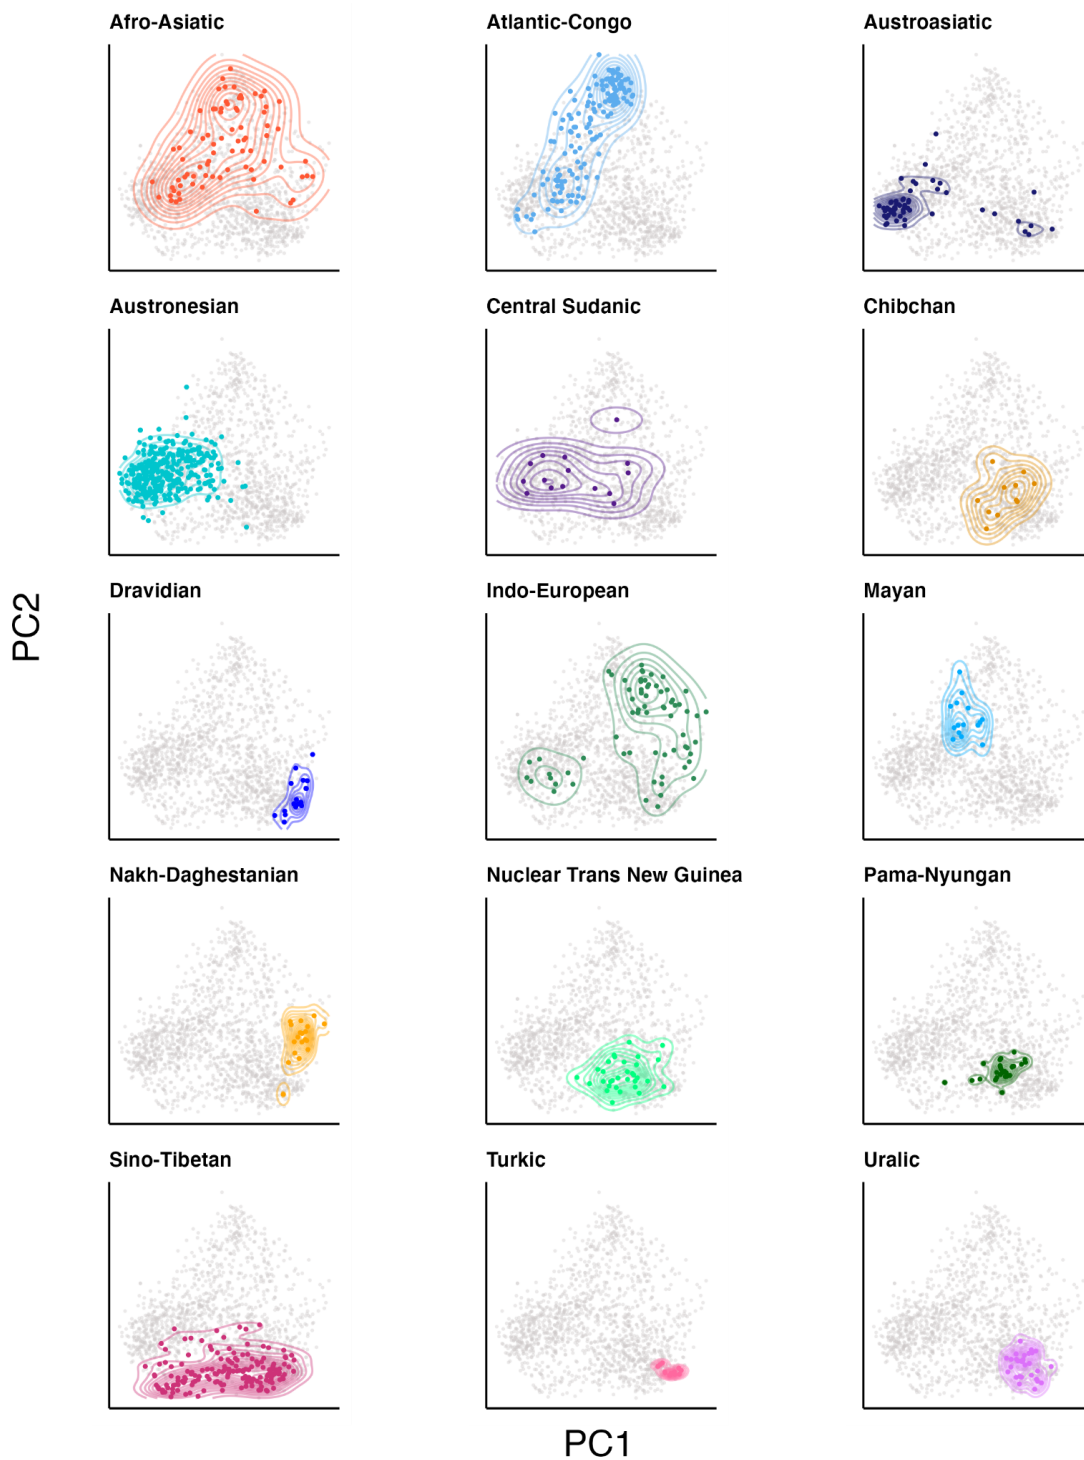 Afro-Asiatic
Atlantic-Congo
Austroasiatic
Austronesian
Central Sudanic
Chibchan
Dravidian
Indo-European
Mayan
PC2
Nakh-Daghestanian
Nuclear Trans New Guinea
Pama-Nyungan
Sino-Tibetan
Turkic
Uralic
PC1